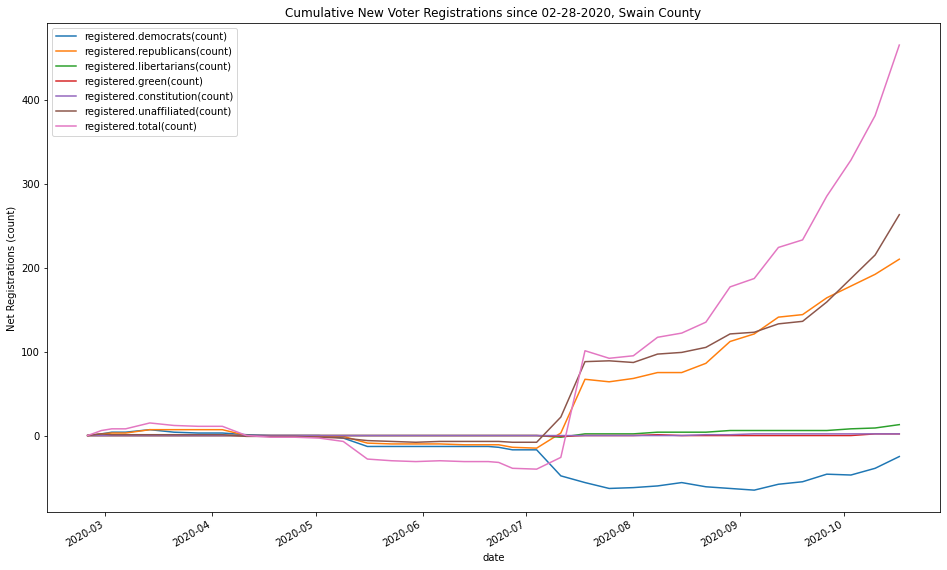 Cumulative New Voter Registrations since 02-28-2020, Swain County
registered.democrats(count)
registered.republicans(count)
registered.libertarians(count)
registered.green(count)
registered.constitution(count)
registered.unaffiliated(count)
registered.total(count)
Net Registrations (count)
400
300
200
100
0
2020-03
2020-04
2020-05
2020-06
2020-07
2020-08
2020-09
2020-10
date